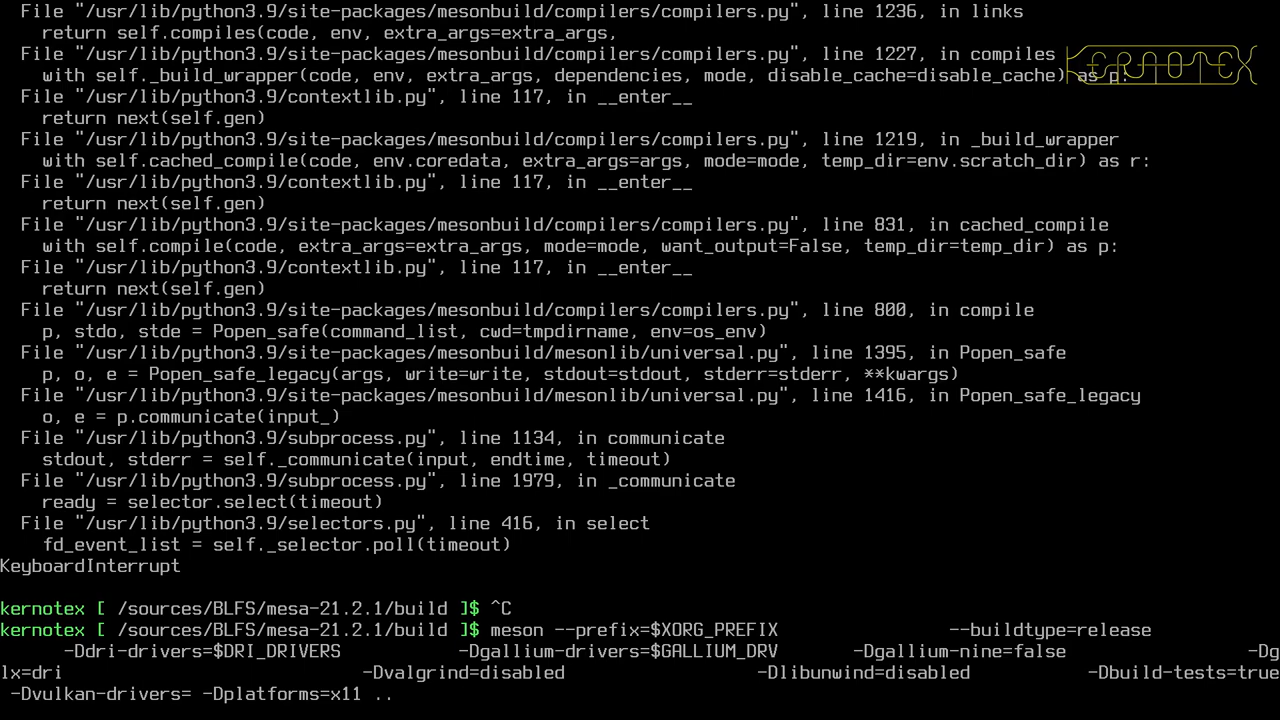 File "/usr/lib/python3.9/site-packages/mesonbuild/compilers/compilers.py", line 1236, in links
return self.compiles(code, env, extra_args=extra_args,
File "/usr/lib/python3.9/site-packages/mesonbuild/compilers/compilers.py", line 1227, in compiles
with self._build_wrapper(code, env, extra_args, dependencies, mode, disable_cache=disable_cache) as p:
KERNOTEX
File "/usr/lib/python3.9/contextlib.py", line 117, in __enter__
return next(self.gen)
File "/usr/lib/python3.9/site-packages/mesonbuild/compilers/compilers.py", line 1219, in _build_wrapper
with self.cached_compile(code, env.coredata, extra_args=args, mode=mode, temp_dir=env.scratch_dir) as r:
File "/usr/lib/python3.9/contextlib.py", line 117, in __enter__
return next(self.gen)
File "/usr/lib/python3.9/site-packages/mesonbuild/compilers/compilers.py", line 831, in cached_compile
with self.compile(code, extra_args=extra_args, mode=mode, want_output=False, temp_dir=temp_dir) as p:
File "/usr/lib/python3.9/contextlib.py", line 117, in __enter__
return next(self.gen)
File "/usr/lib/python3.9/site-packages/mesonbuild/compilers/compilers.py", line 800, in compile
p, stdo, stde = Popen_safe(command_list, cwd=tmpdirname, env=os_env)
File "/usr/lib/python3.9/site-packages/mesonbuild/mesonlib/universal.py", line 1395, in Popen_safe
p, o, e = Popen_safe_legacy(args, write=write, stdout=stdout, stderr=stderr, **kwargs)
File "/usr/lib/python3.9/site-packages/mesonbuild/mesonlib/universal.py", line 1416, in Popen_safe_legacy
o, e = p.communicate(input_)
File "/usr/lib/python3.9/subprocess.py", line 1134, in communicate
stdout, stderr = self._communicate(input, endtime, timeout)
File "/usr/lib/python3.9/subprocess.py", line 1979, in _communicate
ready = selector.select(timeout)
File "/usr/lib/python3.9/selectors.py", line 416, in select
fd_event_list = self._selector.poll(timeout)
KeyboardInterrupt
kernotex [ /sources/BLFS/mesa-21.2.1/build ]$ ^C
kernotex [ /sources/BLFS/mesa-21.2.1/build ]$ meson --prefix=$XORG_PREFIX --buildtype=release
-Ddri-drivers=$DRI_DRIVERS -Dgallium-drivers=$GALLIUM_DRV -Dgallium-nine=false -Dg
lx=dri -Dvalgrind=disabled -Dlibunwind=disabled -Dbuild-tests=true
-Dvulkan-drivers= -Dplatforms=x11 ..